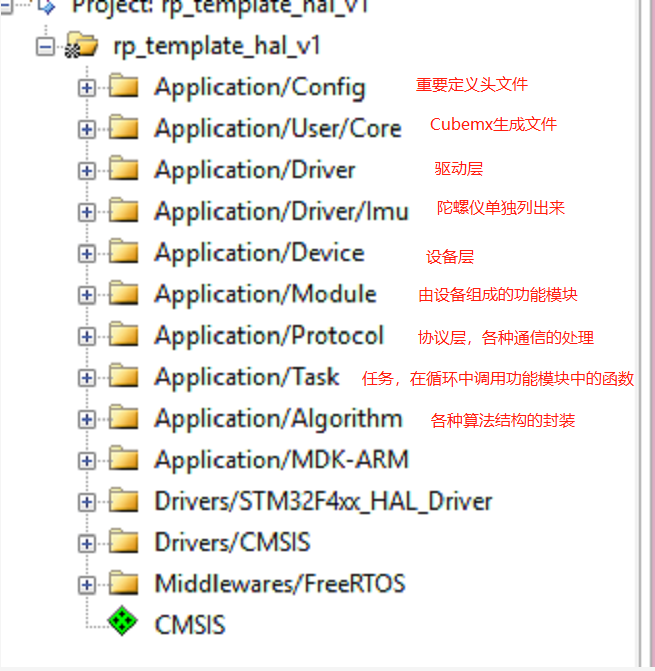 Project: rp_template_hal_v1
rp_template_hal_v1
Application/Config 重要定义头文件
Application/User/Core Cubemx生成文件
Application/Driver 驱动层
Application/Driver/Imu 陀螺仪单独列出来
Application/Device 设备层
Application/Module 由设备组成的功能模块
Application/Protocol 协议层，各种通信的处理
Application/Task 任务，在循环中调用功能模块中的函数
Application/Algorithm 各种算法结构的封装
Application/MDK-ARM
Drivers/STM32F4xx_HAL_Driver
Drivers/CMSIS
Middlewares/FreeRTOS
CMSIS